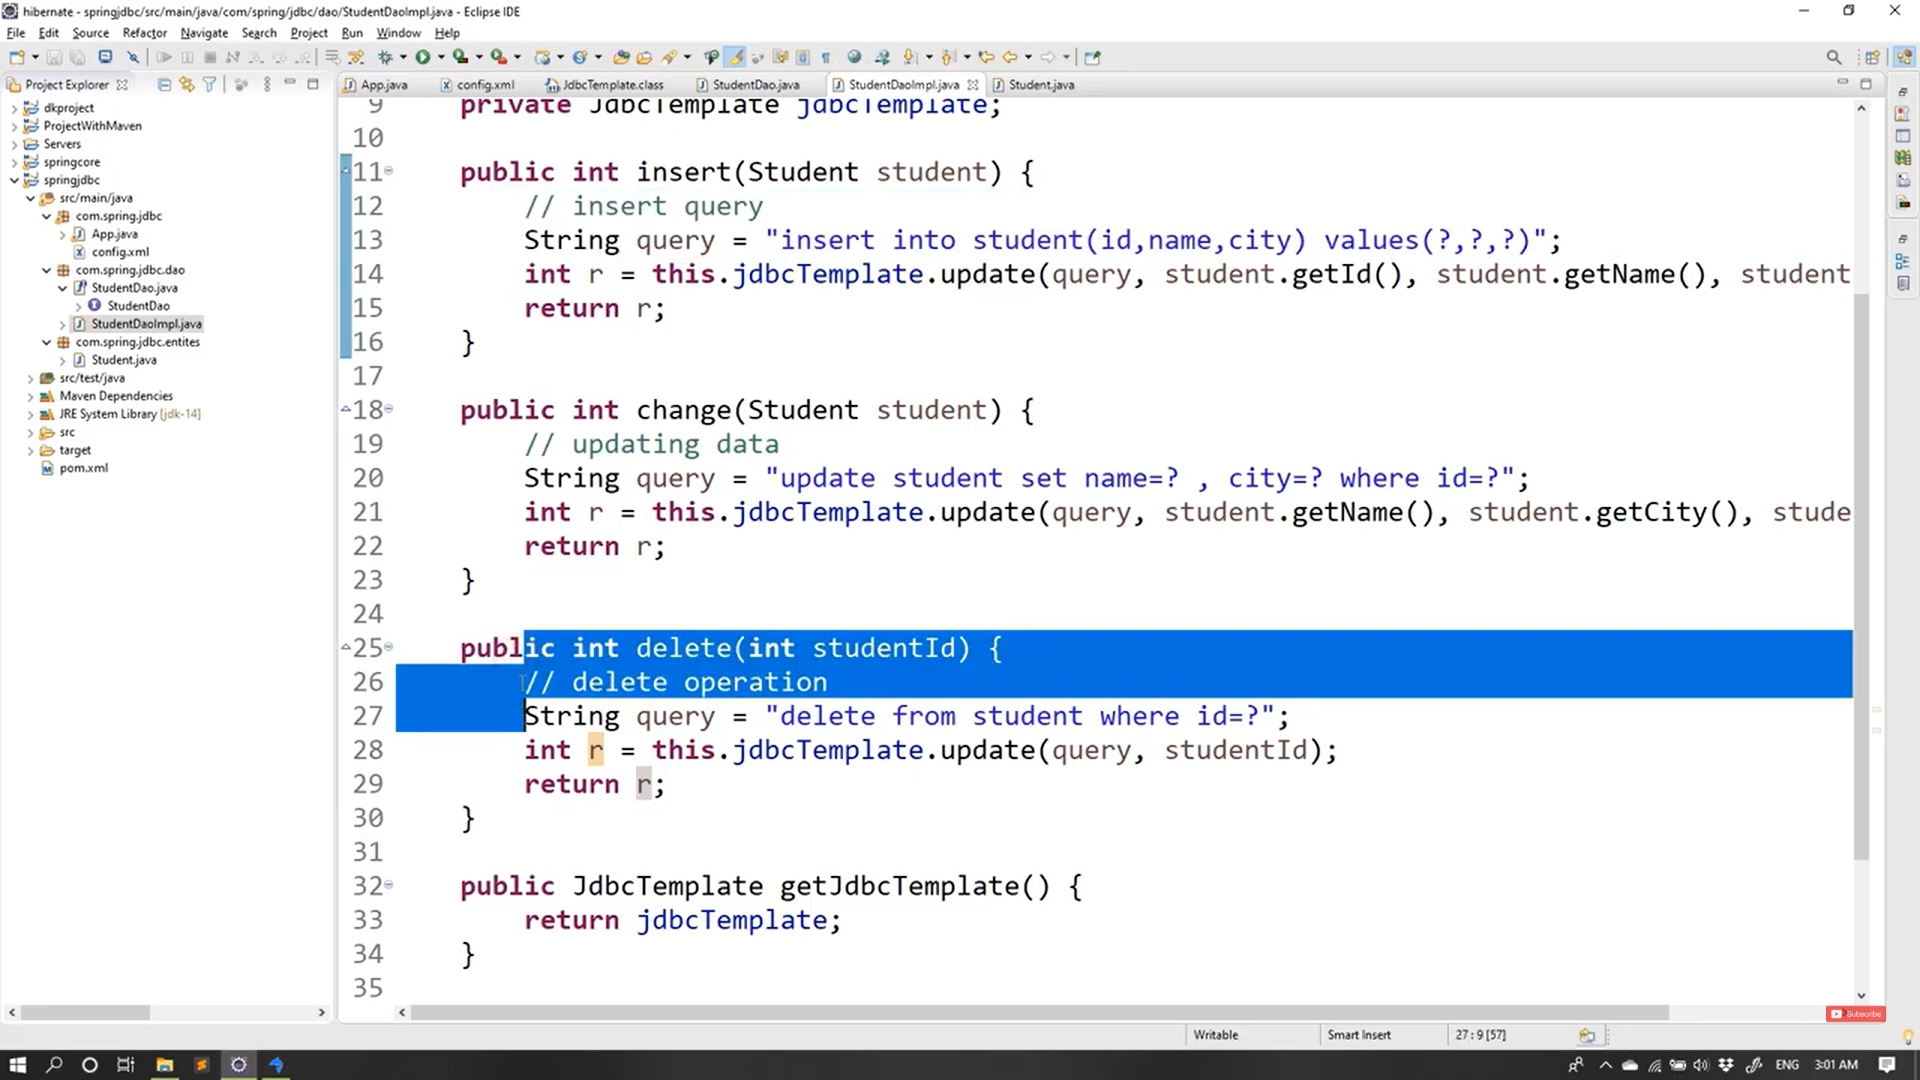 hibernate - springjdbc/src/main/java/com/spring/jdbc/dao/StudentDaoImpl.java - Eclipse IDE
File Edit Source Refactor Navigate Search Project Run Window Help
Project Explorer
App.java config.xml JdbcTemplate.class StudentDao.java StudentDaoImpl.java Student.java
dkproject
ProjectWithMaven
Servers
springcore
springjdbc
src/main/java
com.spring.jdbc
App.java
config.xml
com.spring.jdbc.dao
StudentDao.java
StudentDao
StudentDaoImpl.java
com.spring.jdbc.entites
Student.java
src/test/java
Maven Dependencies
JRE System Library [jdk-14]
src
target
pom.xml
9 private JdbcTemplate jdbcTemplate;
10
11 public int insert(Student student) {
12 // insert query
13 String query = "insert into student(id,name,city) values(?,?,?)";
14 int r = this.jdbcTemplate.update(query, student.getId(), student.getName(), student
15 return r;
16 }
17
18 public int change(Student student) {
19 // updating data
20 String query = "update student set name=? , city=? where id=?";
21 int r = this.jdbcTemplate.update(query, student.getName(), student.getCity(), stude
22 return r;
23 }
24
25 public int delete(int studentId) {
26 // delete operation
27 String query = "delete from student where id=?";
28 int r = this.jdbcTemplate.update(query, studentId);
29 return r;
30 }
31
32 public JdbcTemplate getJdbcTemplate() {
33 return jdbcTemplate;
34 }
35
Subscribe
Writable Smart Insert 27 : 9 [57]
ENG 3:01 AM